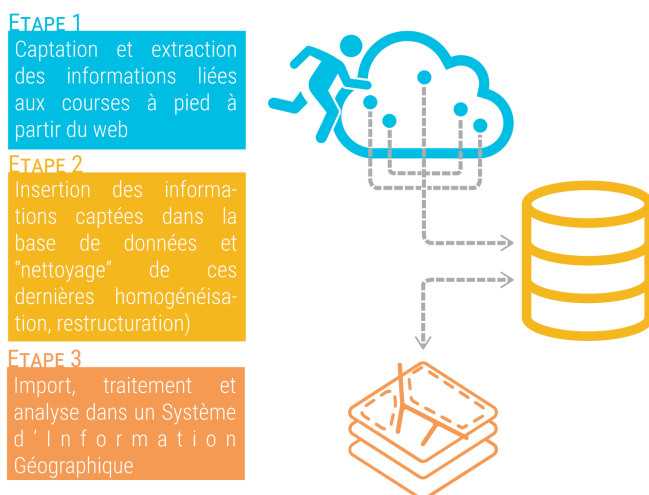 ETAPE 1
Captation et extraction
des informations liées
aux courses à pied à
partir du web
ETAPE 2
Insertion des informa-
tions captées dans la
base de données et
“nettoyage” de ces
dernières homogénéisa-
tion, restructuration)
ETAPE 3
Import, traitement et
analyse dans un Système
d’Information
Géographique